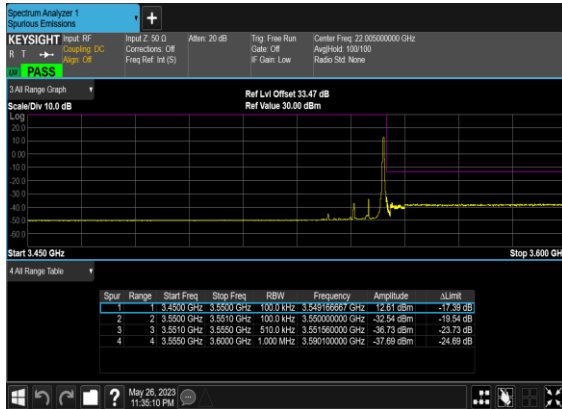 Spectrum Analyzer 1
Spurious Emissions
+
KEYSIGHT Input: RF Input Z: 50 Ω Atten: 20 dB Trig: Free Run Center Freq: 22.005000000 GHz
R T Coupling: DC Corrections: Off Gate: Off Avg|Hold: 100/100
Align: Off Freq Ref: Int (S) IF Gain: Low Radio Std: None
LU PASS
3 All Range Graph
Ref Lvl Offset 33.47 dB
Scale/Div 10.0 dB Ref Value 30.00 dBm
Log
20.0
10.0
0.00
-10.0
-20.0
-30.0
-40.0
-50.0
-60.0
Start 3.450 GHz Stop 3.600 GH
4 All Range Table
Spur Range Start Freq Stop Freq RBW Frequency Amplitude ΔLimit
1 1 3.4500 GHz 3.5500 GHz 100.0 kHz 3.549166667 GHz 12.61 dBm -17.39 dB
2 2 3.5500 GHz 3.5510 GHz 100.0 kHz 3.550000000 GHz -32.54 dBm -19.54 dB
3 3 3.5510 GHz 3.5550 GHz 510.0 kHz 3.551560000 GHz -36.73 dBm -23.73 dB
4 4 3.5550 GHz 3.6000 GHz 1.000 MHz 3.590100000 GHz -37.69 dBm -24.69 dB
? May 26, 2023
11:35:10 PM